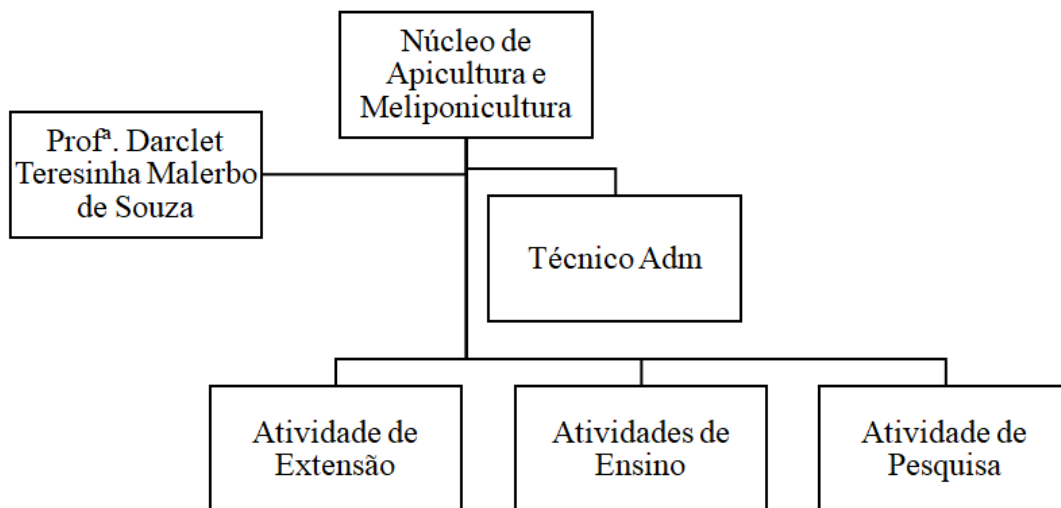 Núcleo de
Apicultura e
Meliponicultura
Profª. Darclet
Teresinha Malerbo
de Souza
Técnico Adm
Atividade de
Extensão
Atividades de
Ensino
Atividade de
Pesquisa